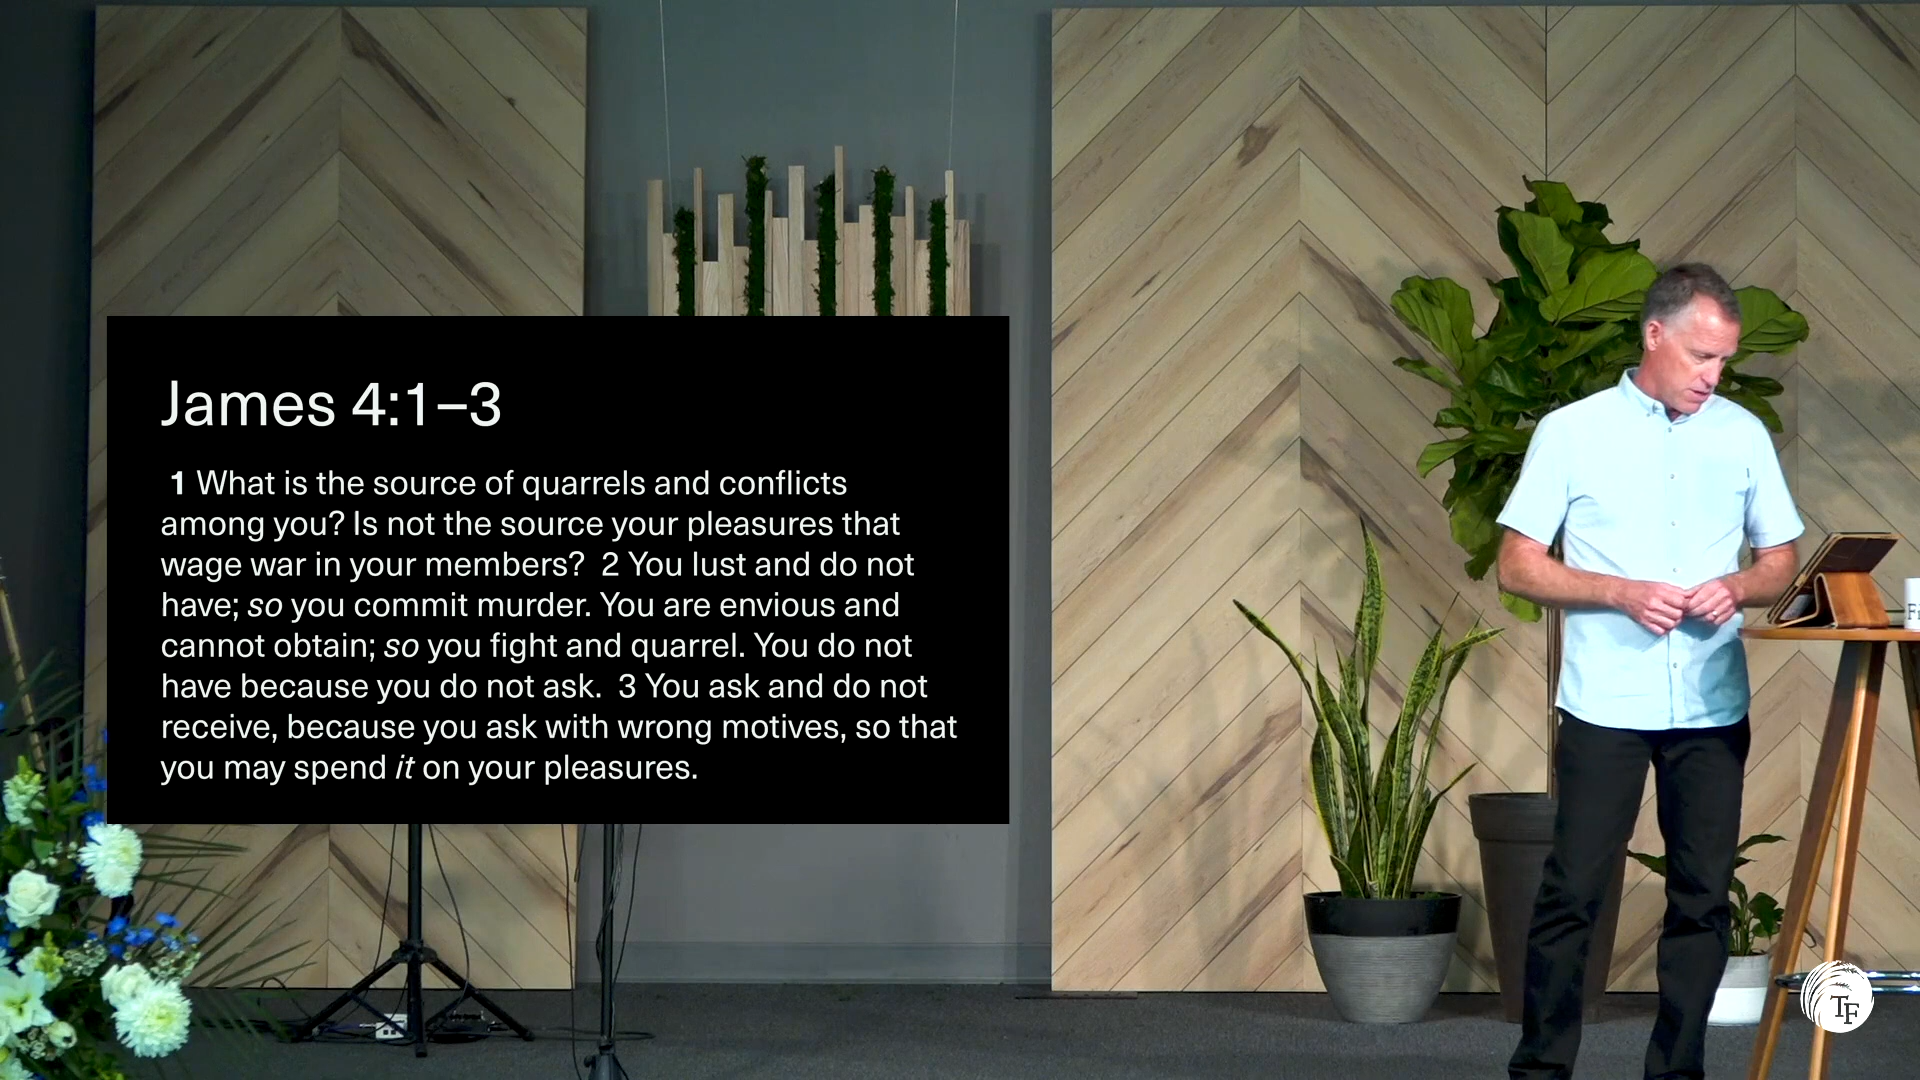 James 4:1–3
1 What is the source of quarrels and conflicts
among you? Is not the source your pleasures that
wage war in your members?  2 You lust and do not
have; so you commit murder. You are envious and
cannot obtain; so you fight and quarrel. You do not
have because you do not ask.  3 You ask and do not
receive, because you ask with wrong motives, so that
you may spend it on your pleasures.
TF